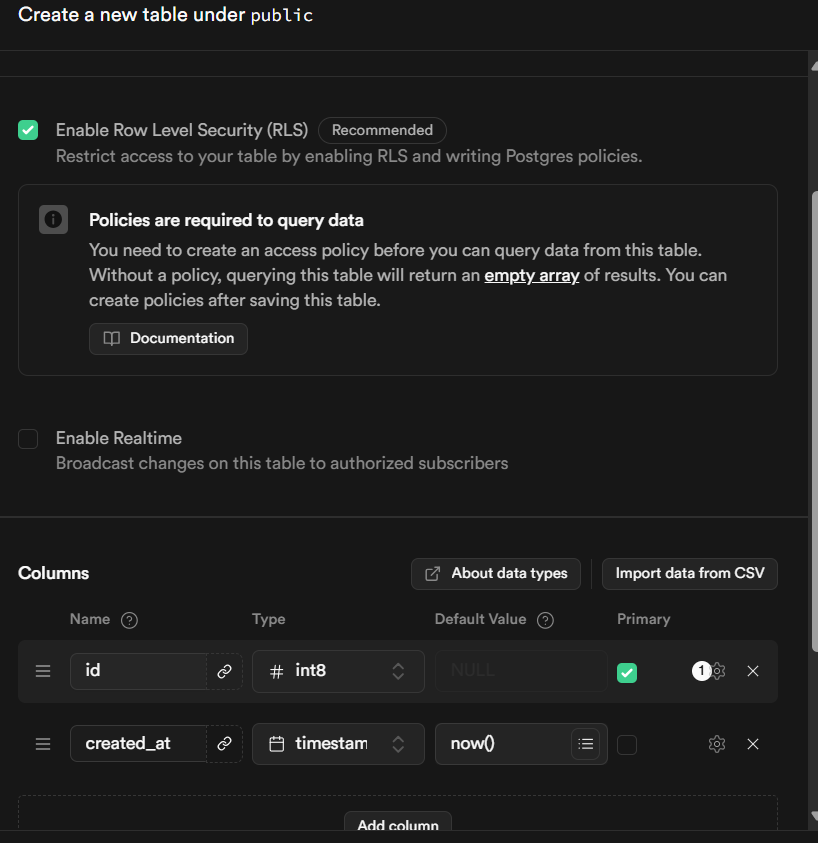 Create a new table under public
Enable Row Level Security (RLS) Recommended
Restrict access to your table by enabling RLS and writing Postgres policies.
Policies are required to query data
You need to create an access policy before you can query data from this table.
Without a policy, querying this table will return an empty array of results. You can
create policies after saving this table.
Documentation
Enable Realtime
Broadcast changes on this table to authorized subscribers
Columns About data types Import data from CSV
Name Type Default Value Primary
id int8 NULL 1
created_at timestam now()
Add column